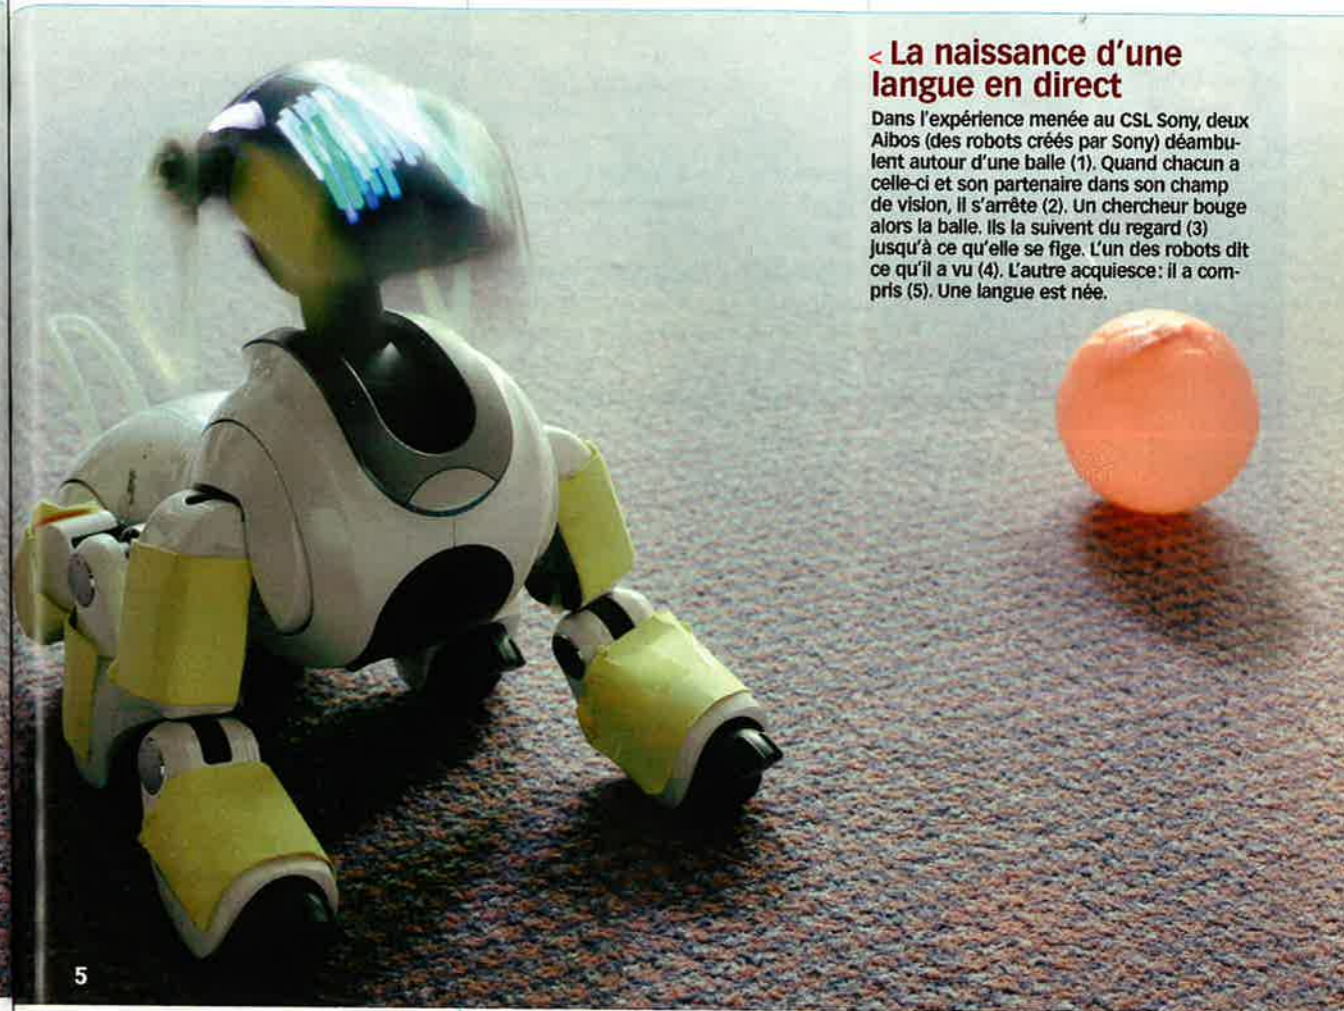 < La naissance d'une
langue en direct
Dans l'expérience menée au CSL Sony, deux
Aibos (des robots créés par Sony) déambu-
lent autour d'une balle (1). Quand chacun a
celle-ci et son partenaire dans son champ
de vision, il s'arrête (2). Un chercheur bouge
alors la balle. Ils la suivent du regard (3)
jusqu'à ce qu'elle se fige. L'un des robots dit
ce qu'il a vu (4). L'autre acquiesce: il a com-
pris (5). Une langue est née.
5